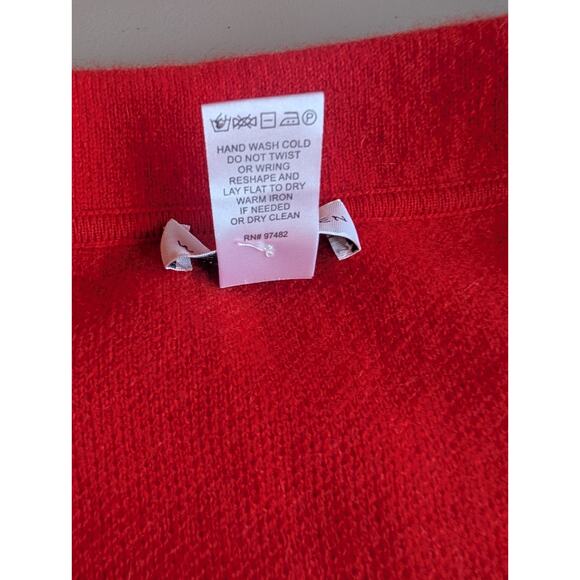 HAND WASH COLD
DO NOT TWIST
OR WRING
RESHAPE AND
LAY FLAT TO DRY
WARM IRON
IF NEEDED
OR DRY CLEAN
RN# 97482